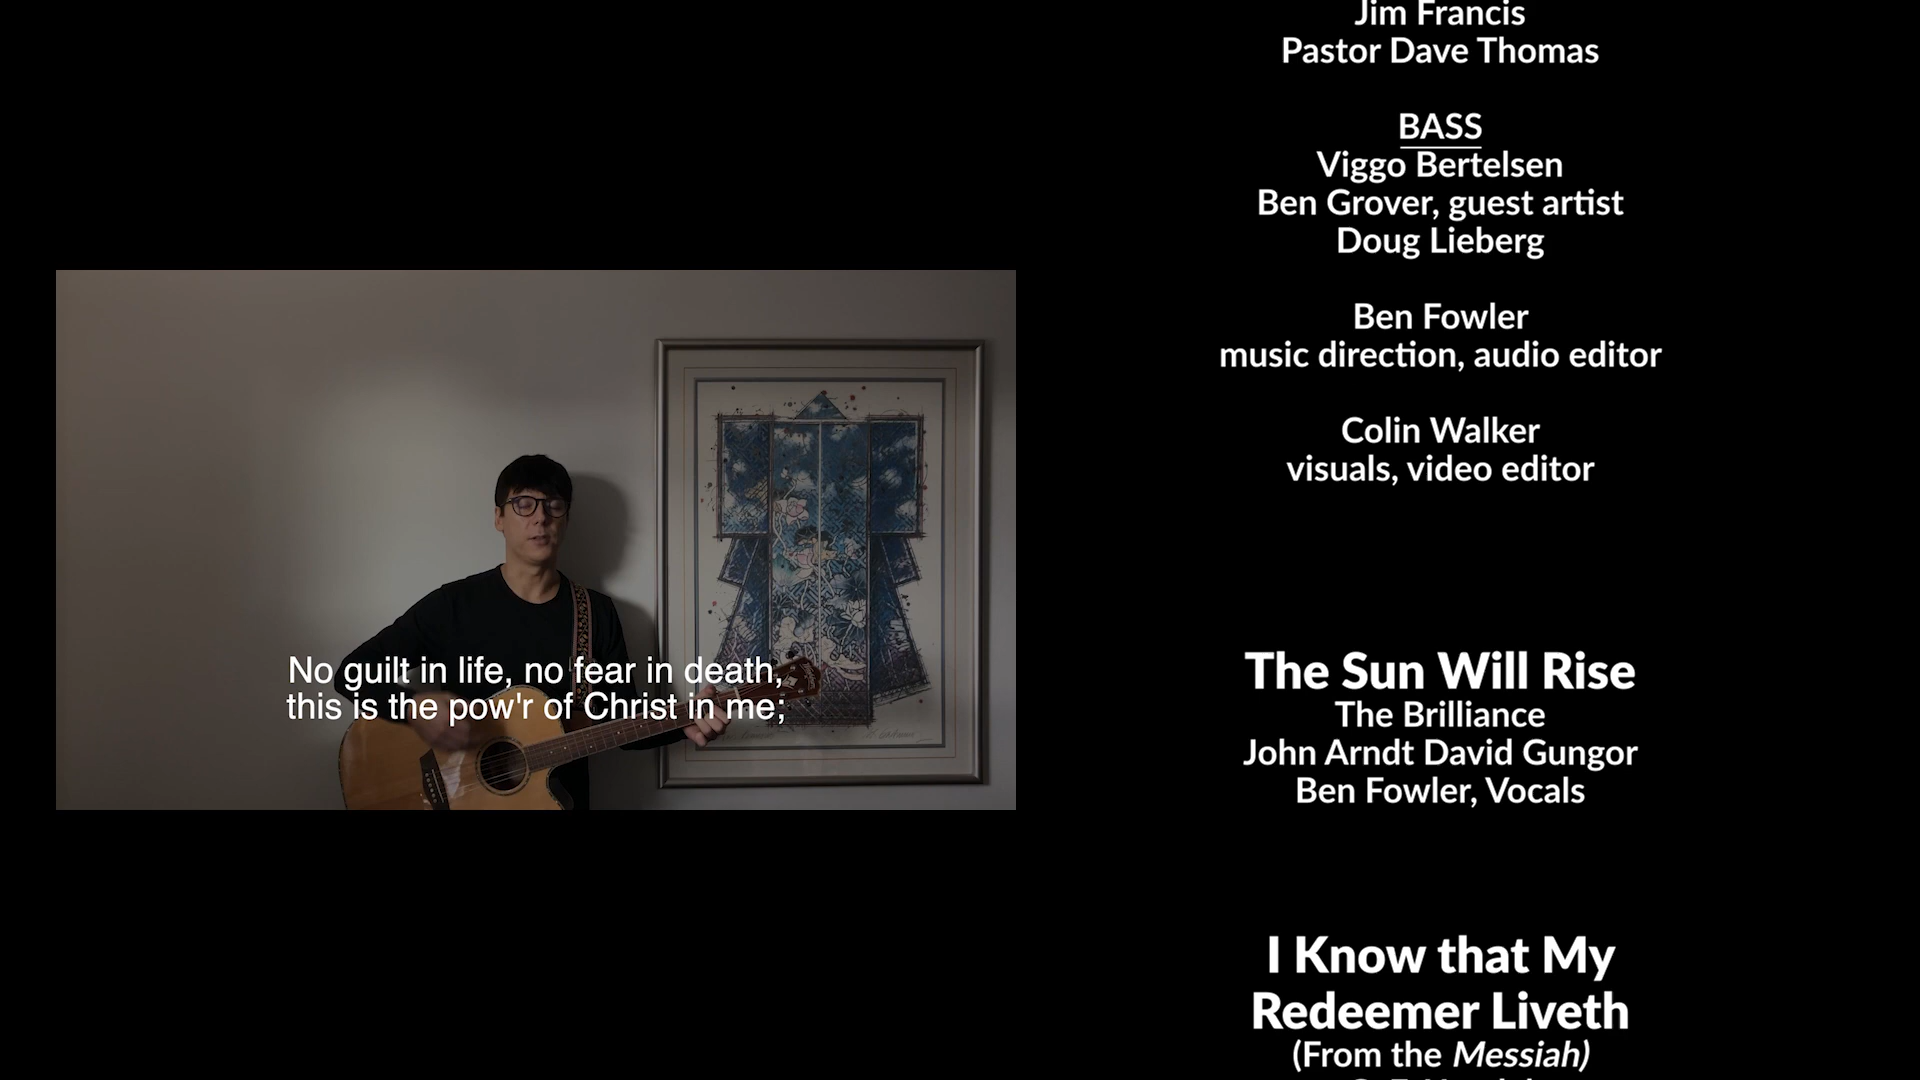 No guilt in life, no fear in death,
this is the pow'r of Christ in me;
Jim Francis
Pastor Dave Thomas
BASS
Viggo Bertelsen
Ben Grover, guest artist
Doug Lieberg
Ben Fowler
music direction, audio editor
Colin Walker
visuals, video editor
The Sun Will Rise
The Brilliance
John Arndt David Gungor
Ben Fowler, Vocals
I Know that My
Redeemer Liveth
(From the Messiah)